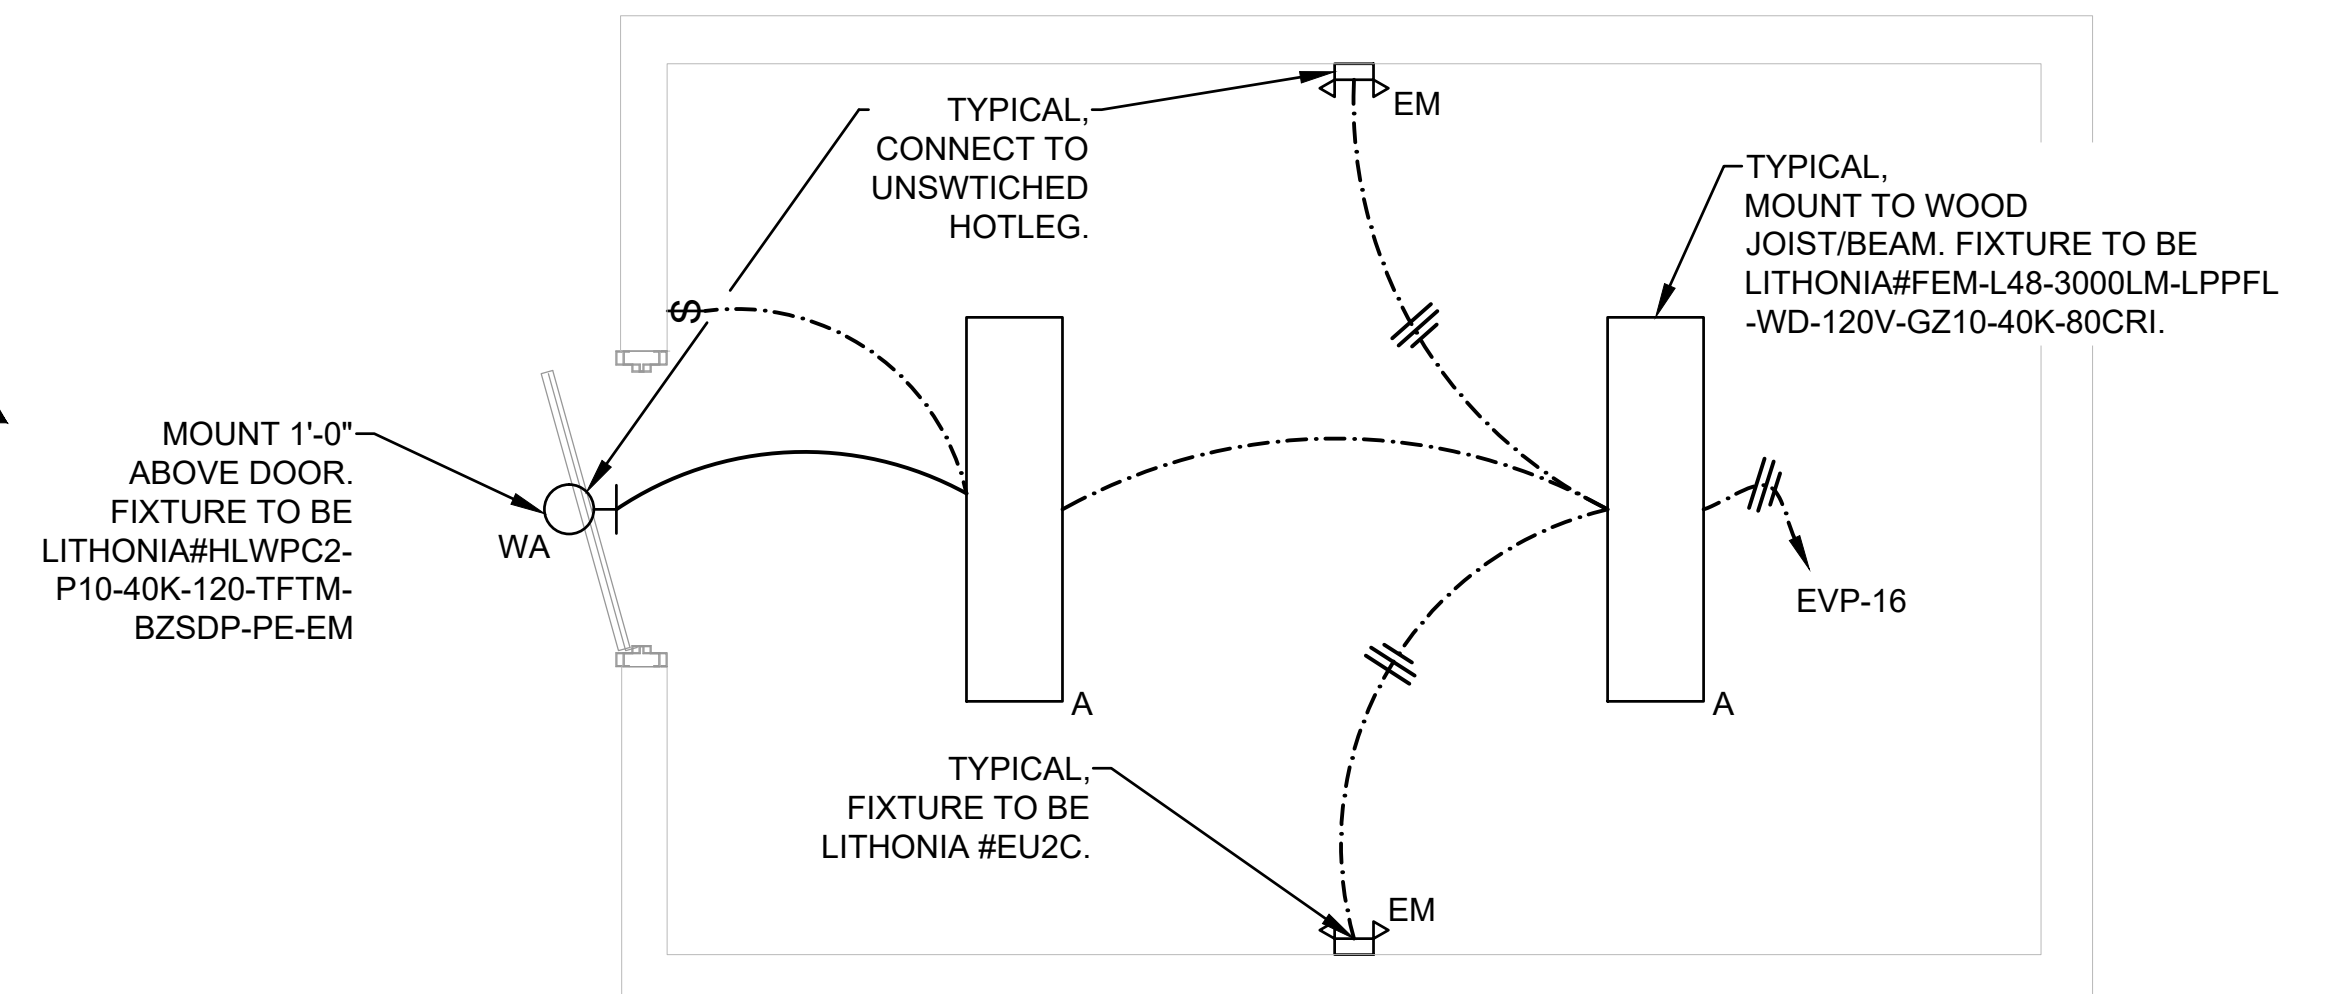 TYPICAL,
CONNECT TO
UNSWTICHED
HOTLEG.
EM
TYPICAL,
MOUNT TO WOOD
JOIST/BEAM. FIXTURE TO BE
LITHONIA#FEM-L48-3000LM-LPPFL
-WD-120V-GZ10-40K-80CRI.
$
MOUNT 1'-0"
ABOVE DOOR.
FIXTURE TO BE
LITHONIA#HLWPC2-
P10-40K-120-TFTM-
BZSDP-PE-EM
WA
EVP-16
A
A
TYPICAL,
FIXTURE TO BE
LITHONIA #EU2C.
EM